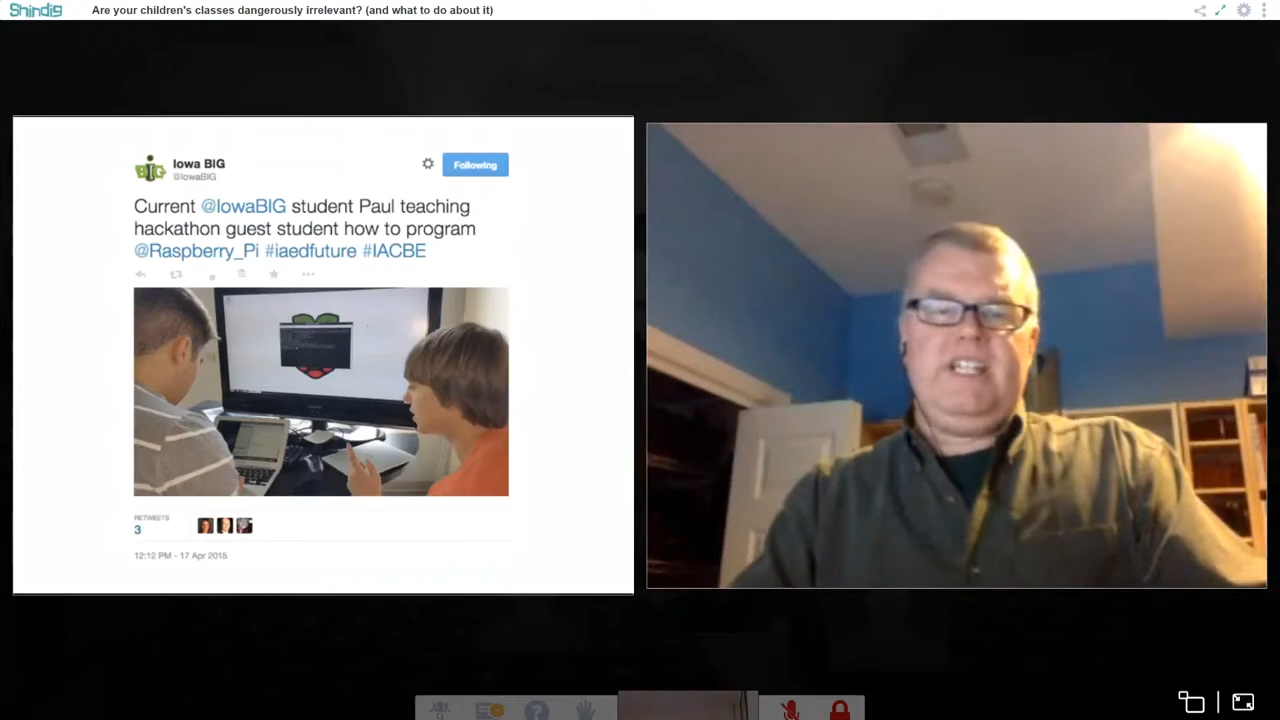 Shindig
Are your children's classes dangerously irrelevant? (and what to do about it)
BIG
Iowa BIG
@IowaBIG
Following
Current @IowaBIG student Paul teaching
hackathon guest student how to program
@Raspberry_Pi #iaedfuture #IACBE
RETWEETS
3
12:12 PM - 17 Apr 2015